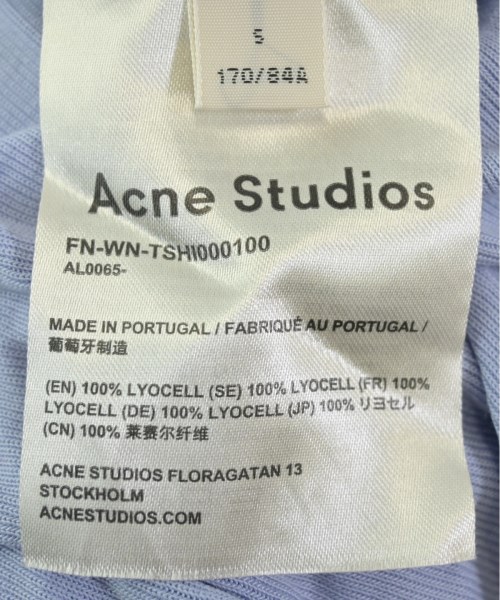 S
170/84A
Acne Studios
FN-WN-TSHI000100
AL0065-
MADE IN PORTUGAL / FABRIQUÉ AU PORTUGAL /
葡萄牙制造
(EN) 100% LYOCELL (SE) 100% LYOCELL (FR) 100%
LYOCELL (DE) 100% LYOCELL (JP) 100% リヨセル
(CN) 100% 莱赛尔纤维
ACNE STUDIOS FLORAGATAN 13
STOCKHOLM
ACNESTUDIOS.COM